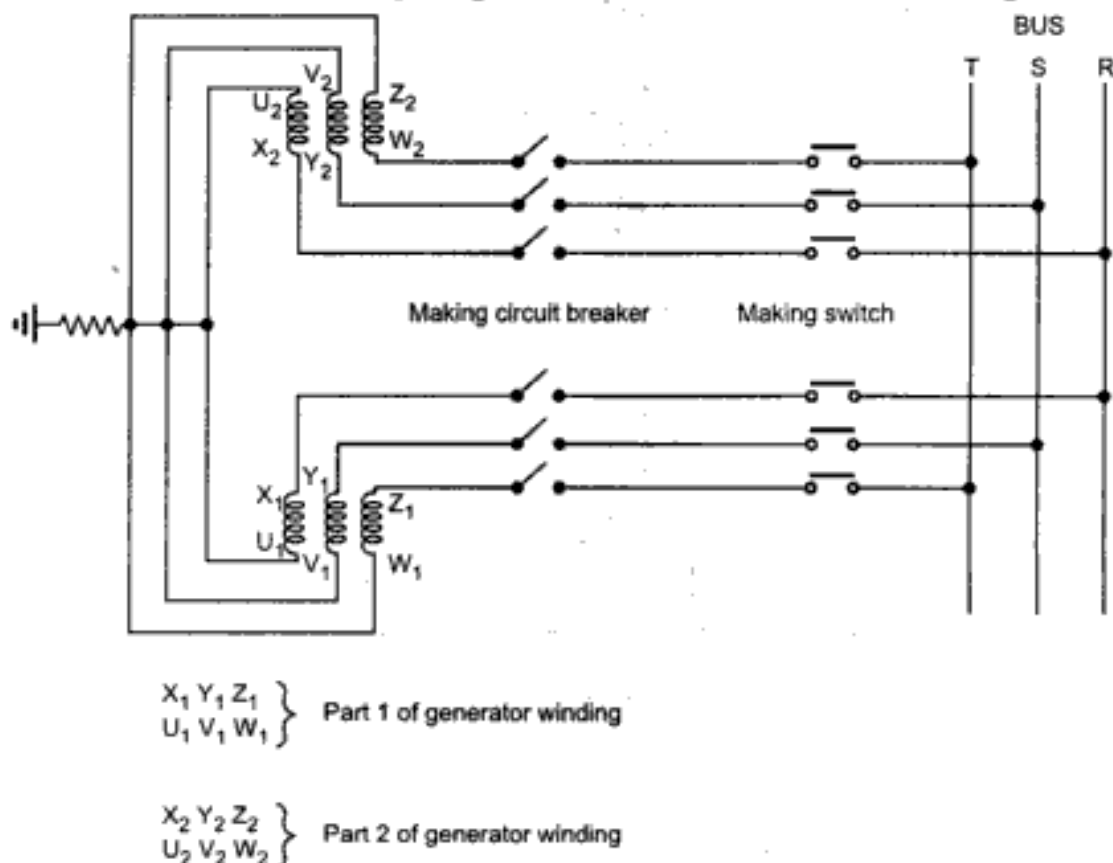 BUS
T S R
V₂
U₂ Z₂
X₂ Y₂ W₂
Making circuit breaker Making switch
X₁ Y₁ Z₁
U₁ V₁ W₁
X₁ Y₁ Z₁
U₁ V₁ W₁
Part 1 of generator winding
X₂ Y₂ Z₂
U₂ V₂ W₂
Part 2 of generator winding